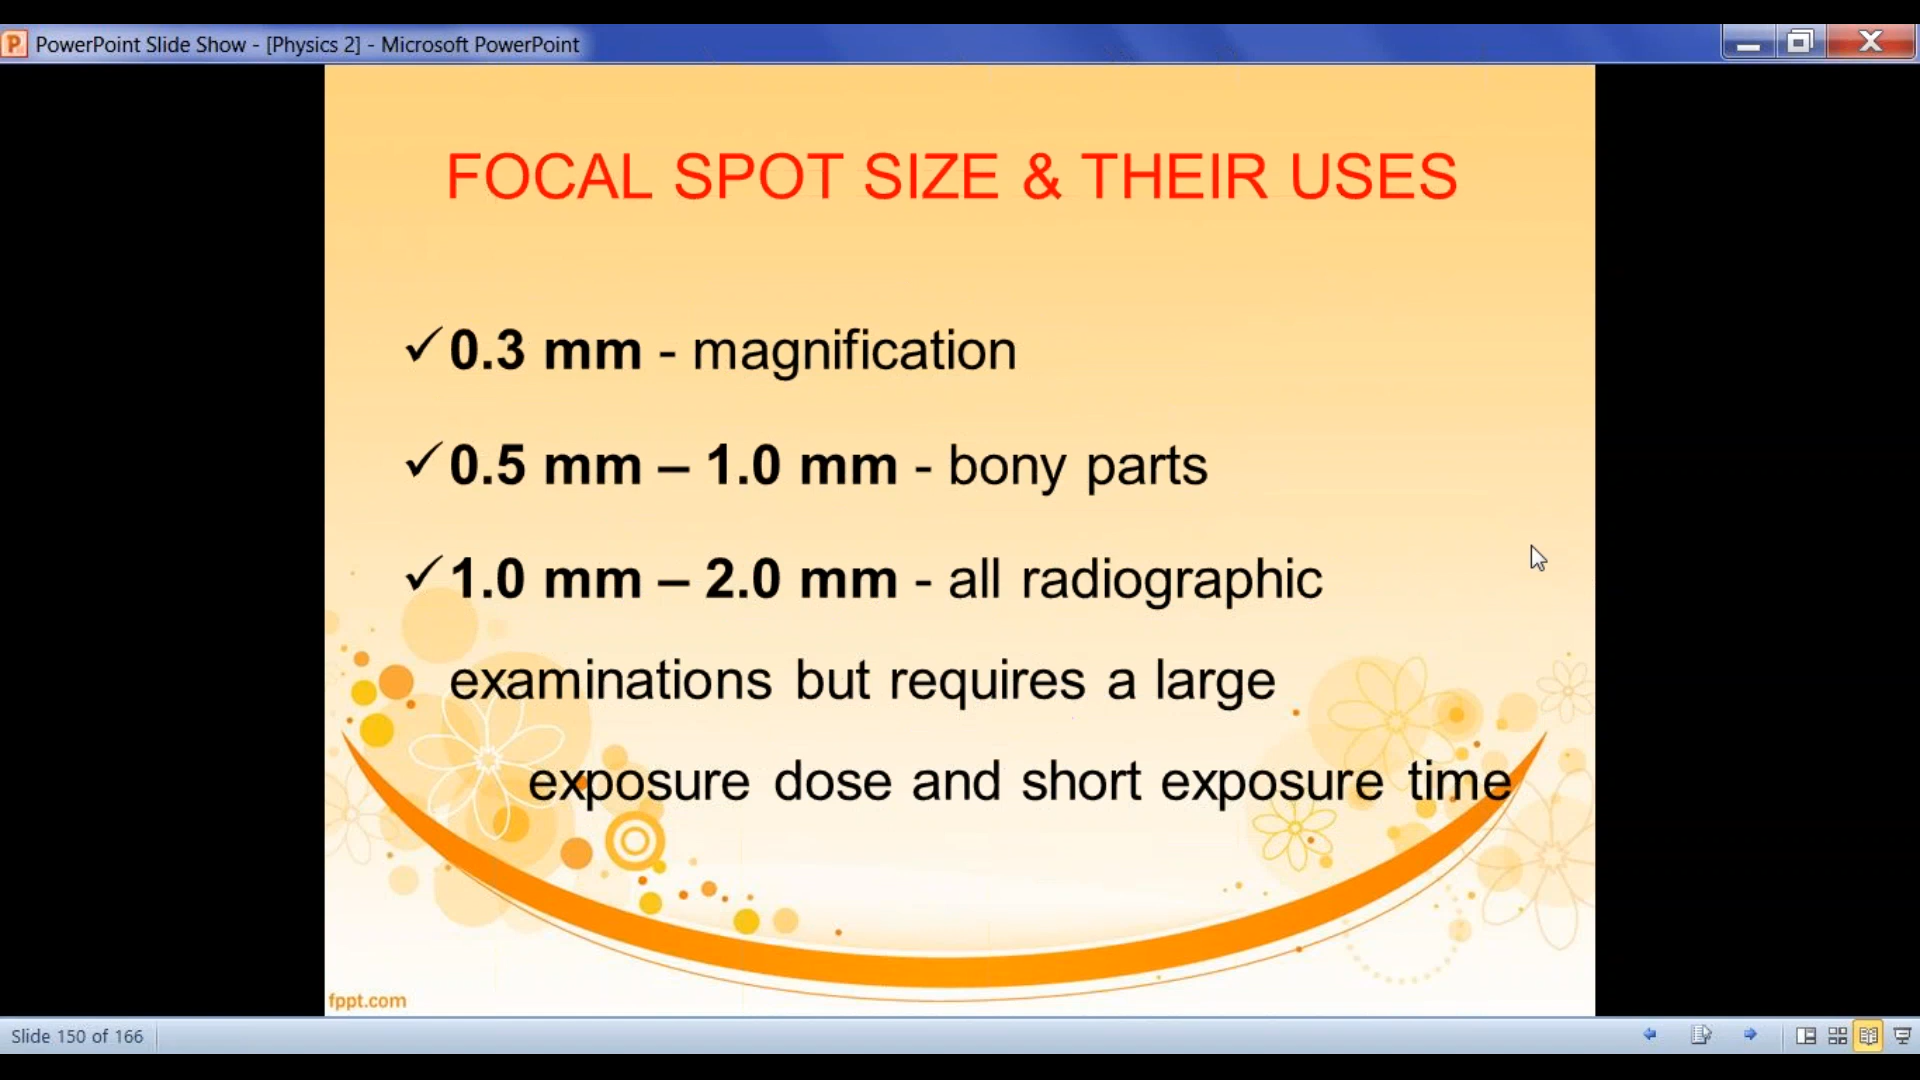 PowerPoint Slide Show - [Physics 2] - Microsoft PowerPoint
FOCAL SPOT SIZE & THEIR USES
✓0.3 mm - magnification
✓0.5 mm – 1.0 mm - bony parts
✓1.0 mm – 2.0 mm - all radiographic
examinations but requires a large
exposure dose and short exposure time
fppt.com
Slide 150 of 166